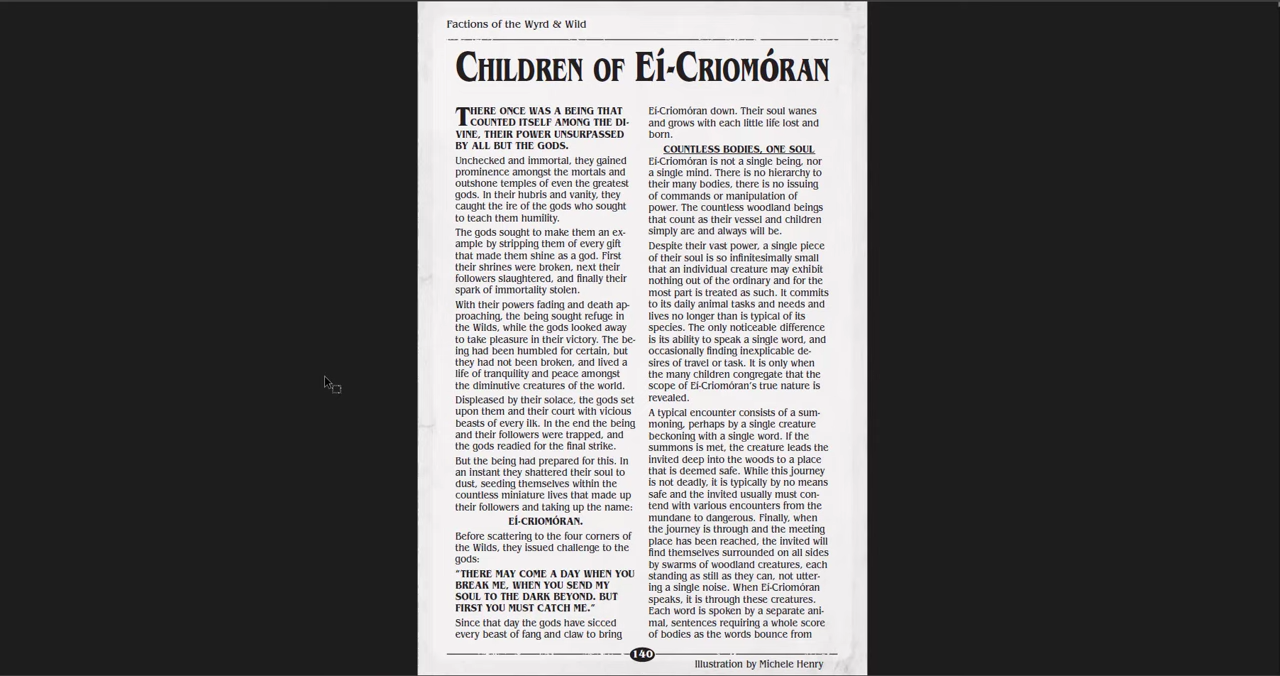 Factions of the Wyrd & Wild
Children of Eí-Criomóran
There once was a being that
counted itself among the di-
vine, their power unsurpassed
by all but the gods.
Unchecked and immortal, they gained
prominence amongst the mortals and
outshone temples of even the greatest
gods. In their hubris and vanity, they
caught the ire of the gods who sought
to teach them humility.
The gods sought to make them an ex-
ample by stripping them of every gift
that made them shine as a god. First
their shrines were broken, next their
followers slaughtered, and finally their
spark of immortality stolen.
With their powers fading and death ap-
proaching, the being sought refuge in
the Wilds, while the gods looked away
to take pleasure in their victory. The be-
ing had been humbled for certain, but
they had not been broken, and lived a
life of tranquility and peace amongst
the diminutive creatures of the world.
Displeased by their solace, the gods set
upon them and their court with vicious
beasts of every ilk. In the end the being
and their followers were trapped, and
the gods readied for the final strike.
But the being had prepared for this. In
an instant they shattered their soul to
dust, seeding themselves within the
countless miniature lives that made up
their followers and taking up the name:
Eí-Criomóran.
Before scattering to the four corners of
the Wilds, they issued challenge to the
gods:
“There may come a day when you
break me, when you send my
soul to the Dark Beyond. But
first you must catch me.”
Since that day the gods have sicced
every beast of fang and claw to bring
Eí-Criomóran down. Their soul wanes
and grows with each little life lost and
born.
Countless Bodies, One Soul
Eí-Criomóran is not a single being, nor
a single mind. There is no hierarchy to
their many bodies, there is no issuing
of commands or manipulation of
power. The countless woodland beings
that count as their vessel and children
simply are and always will be.
Despite their vast power, a single piece
of their soul is so infinitesimally small
that an individual creature may exhibit
nothing out of the ordinary and for the
most part is treated as such. It commits
to its daily animal tasks and needs and
lives no longer than is typical of its
species. The only noticeable difference
is its ability to speak a single word, and
occasionally finding inexplicable de-
sires of travel or task. It is only when
the many children congregate that the
scope of Eí-Criomóran's true nature is
revealed.
A typical encounter consists of a sum-
moning, perhaps by a single creature
beckoning with a single word. If the
summons is met, the creature leads the
invited deep into the woods to a place
that is deemed safe. While this journey
is not deadly, it is typically by no means
safe and the invited usually must con-
tend with various encounters from the
mundane to dangerous. Finally, when
the journey is through and the meeting
place has been reached, the invited will
find themselves surrounded on all sides
by swarms of woodland creatures, each
standing as still as they can, not utter-
ing a single noise. When Eí-Criomóran
speaks, it is through these creatures.
Each word is spoken by a separate ani-
mal, sentences requiring a whole score
of bodies as the words bounce from
140
Illustration by Michele Henry